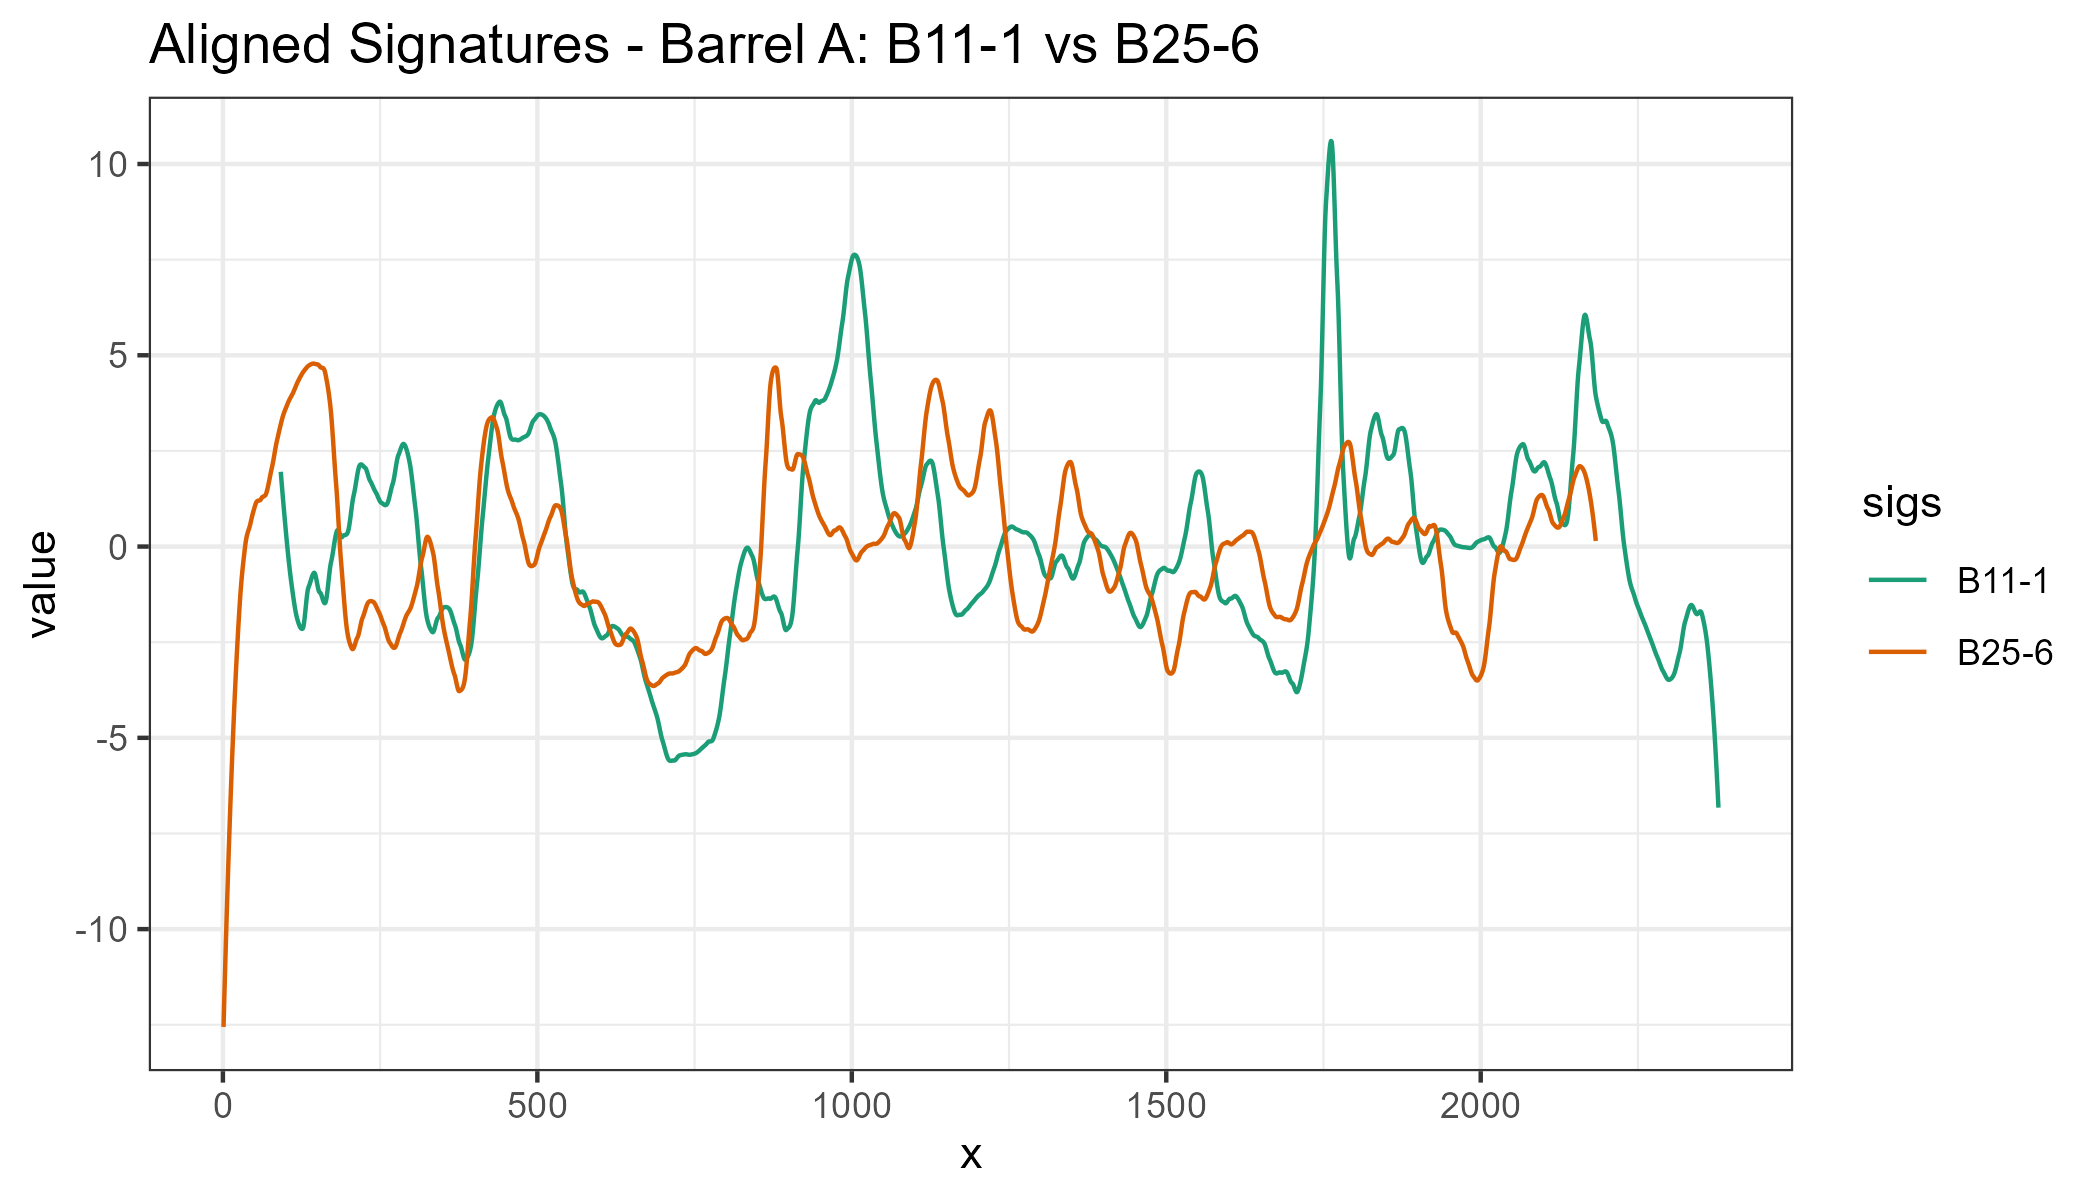 Aligned Signatures - Barrel A: B11-1 vs B25-6
10
5
0
-5
-10
value
0 500 1000 1500 2000
x
sigs
B11-1
B25-6